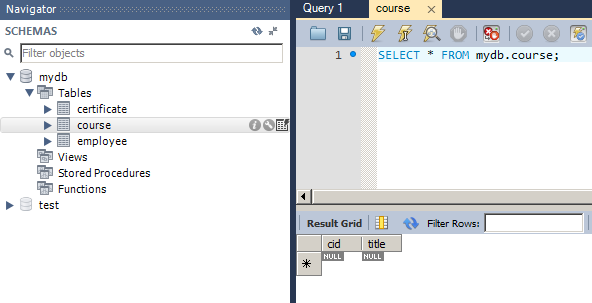 Navigator
SCHEMAS
Filter objects
mydb
Tables
certificate
course
employee
Views
Stored Procedures
Functions
test
Query 1 course
1 SELECT * FROM mydb.course;
Result Grid Filter Rows:
cid title
NULL NULL